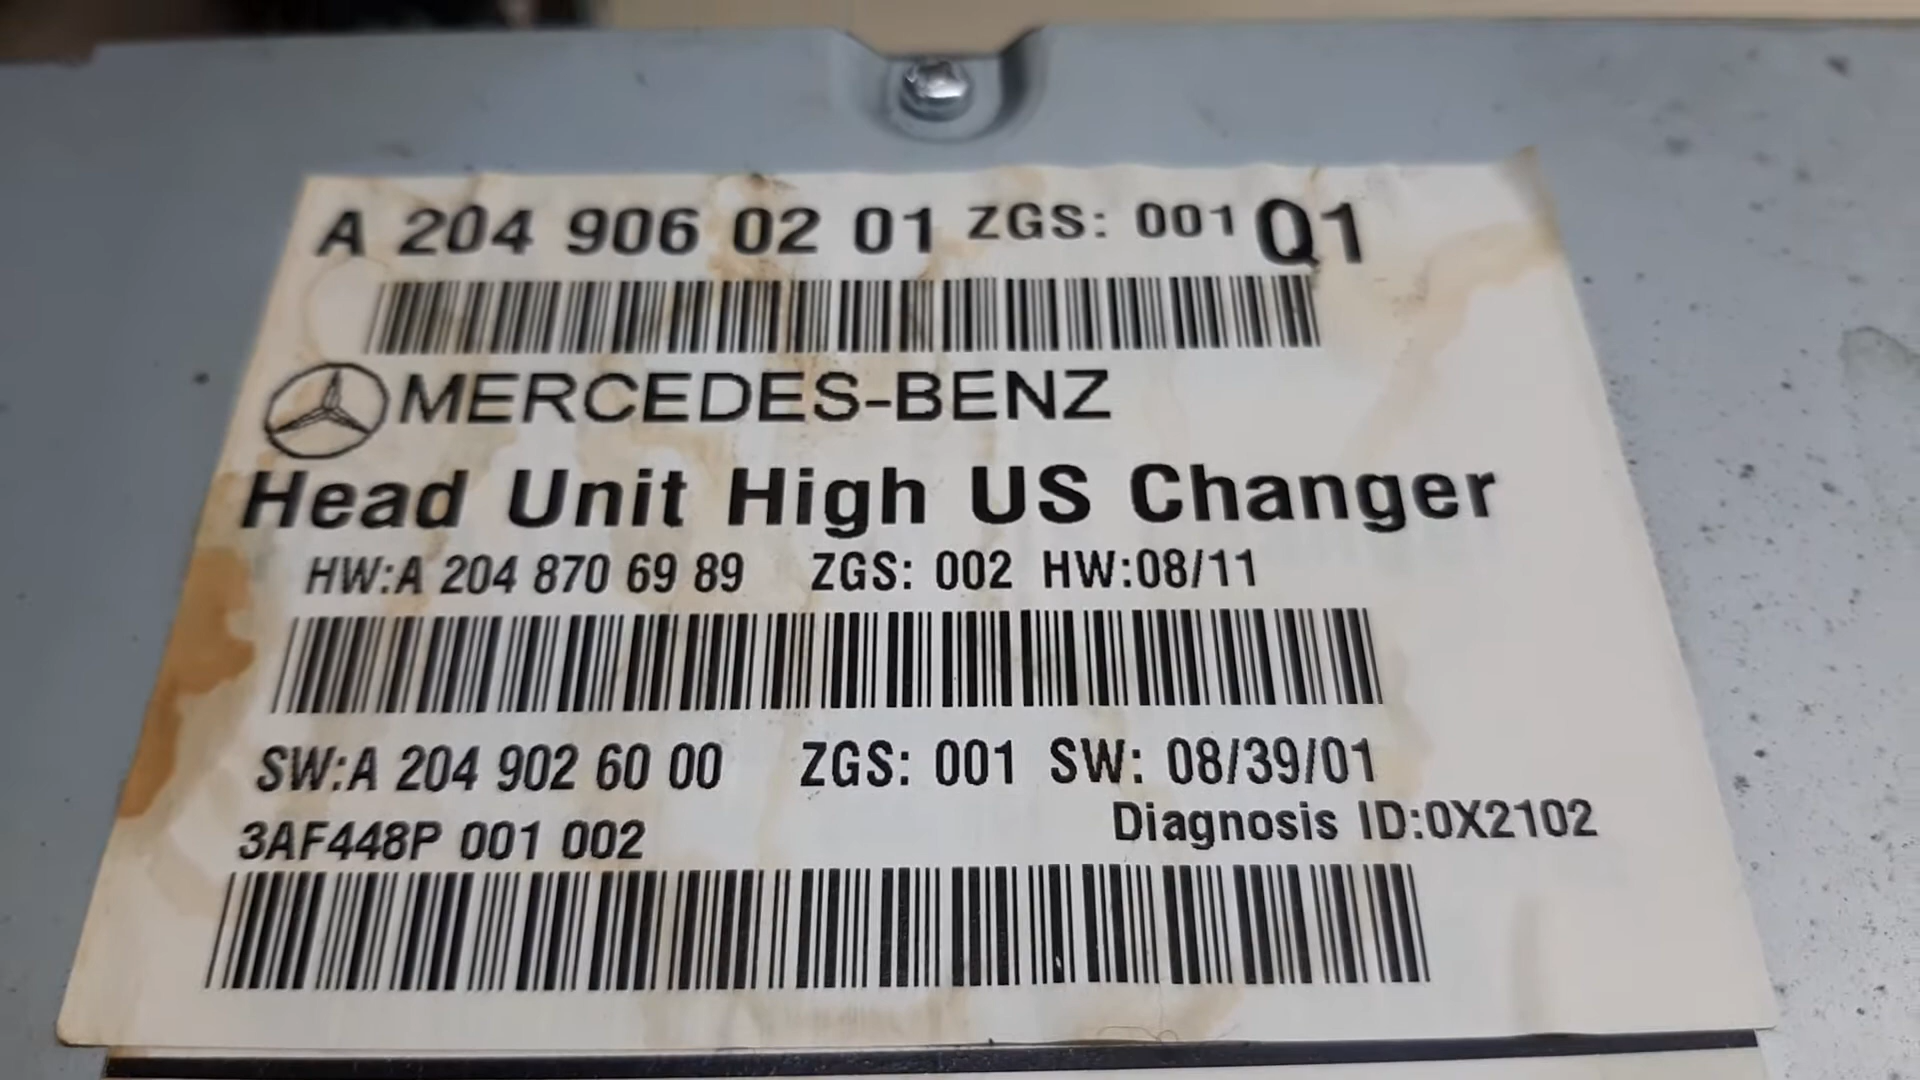 A 204 906 02 01 ZGS: 001 Q1
MERCEDES-BENZ
Head Unit High US Changer
HW:A 204 870 69 89 ZGS: 002 HW:08/11
SW:A 204 902 60 00 ZGS: 001 SW: 08/39/01
3AF448P 001 002 Diagnosis ID:0X2102